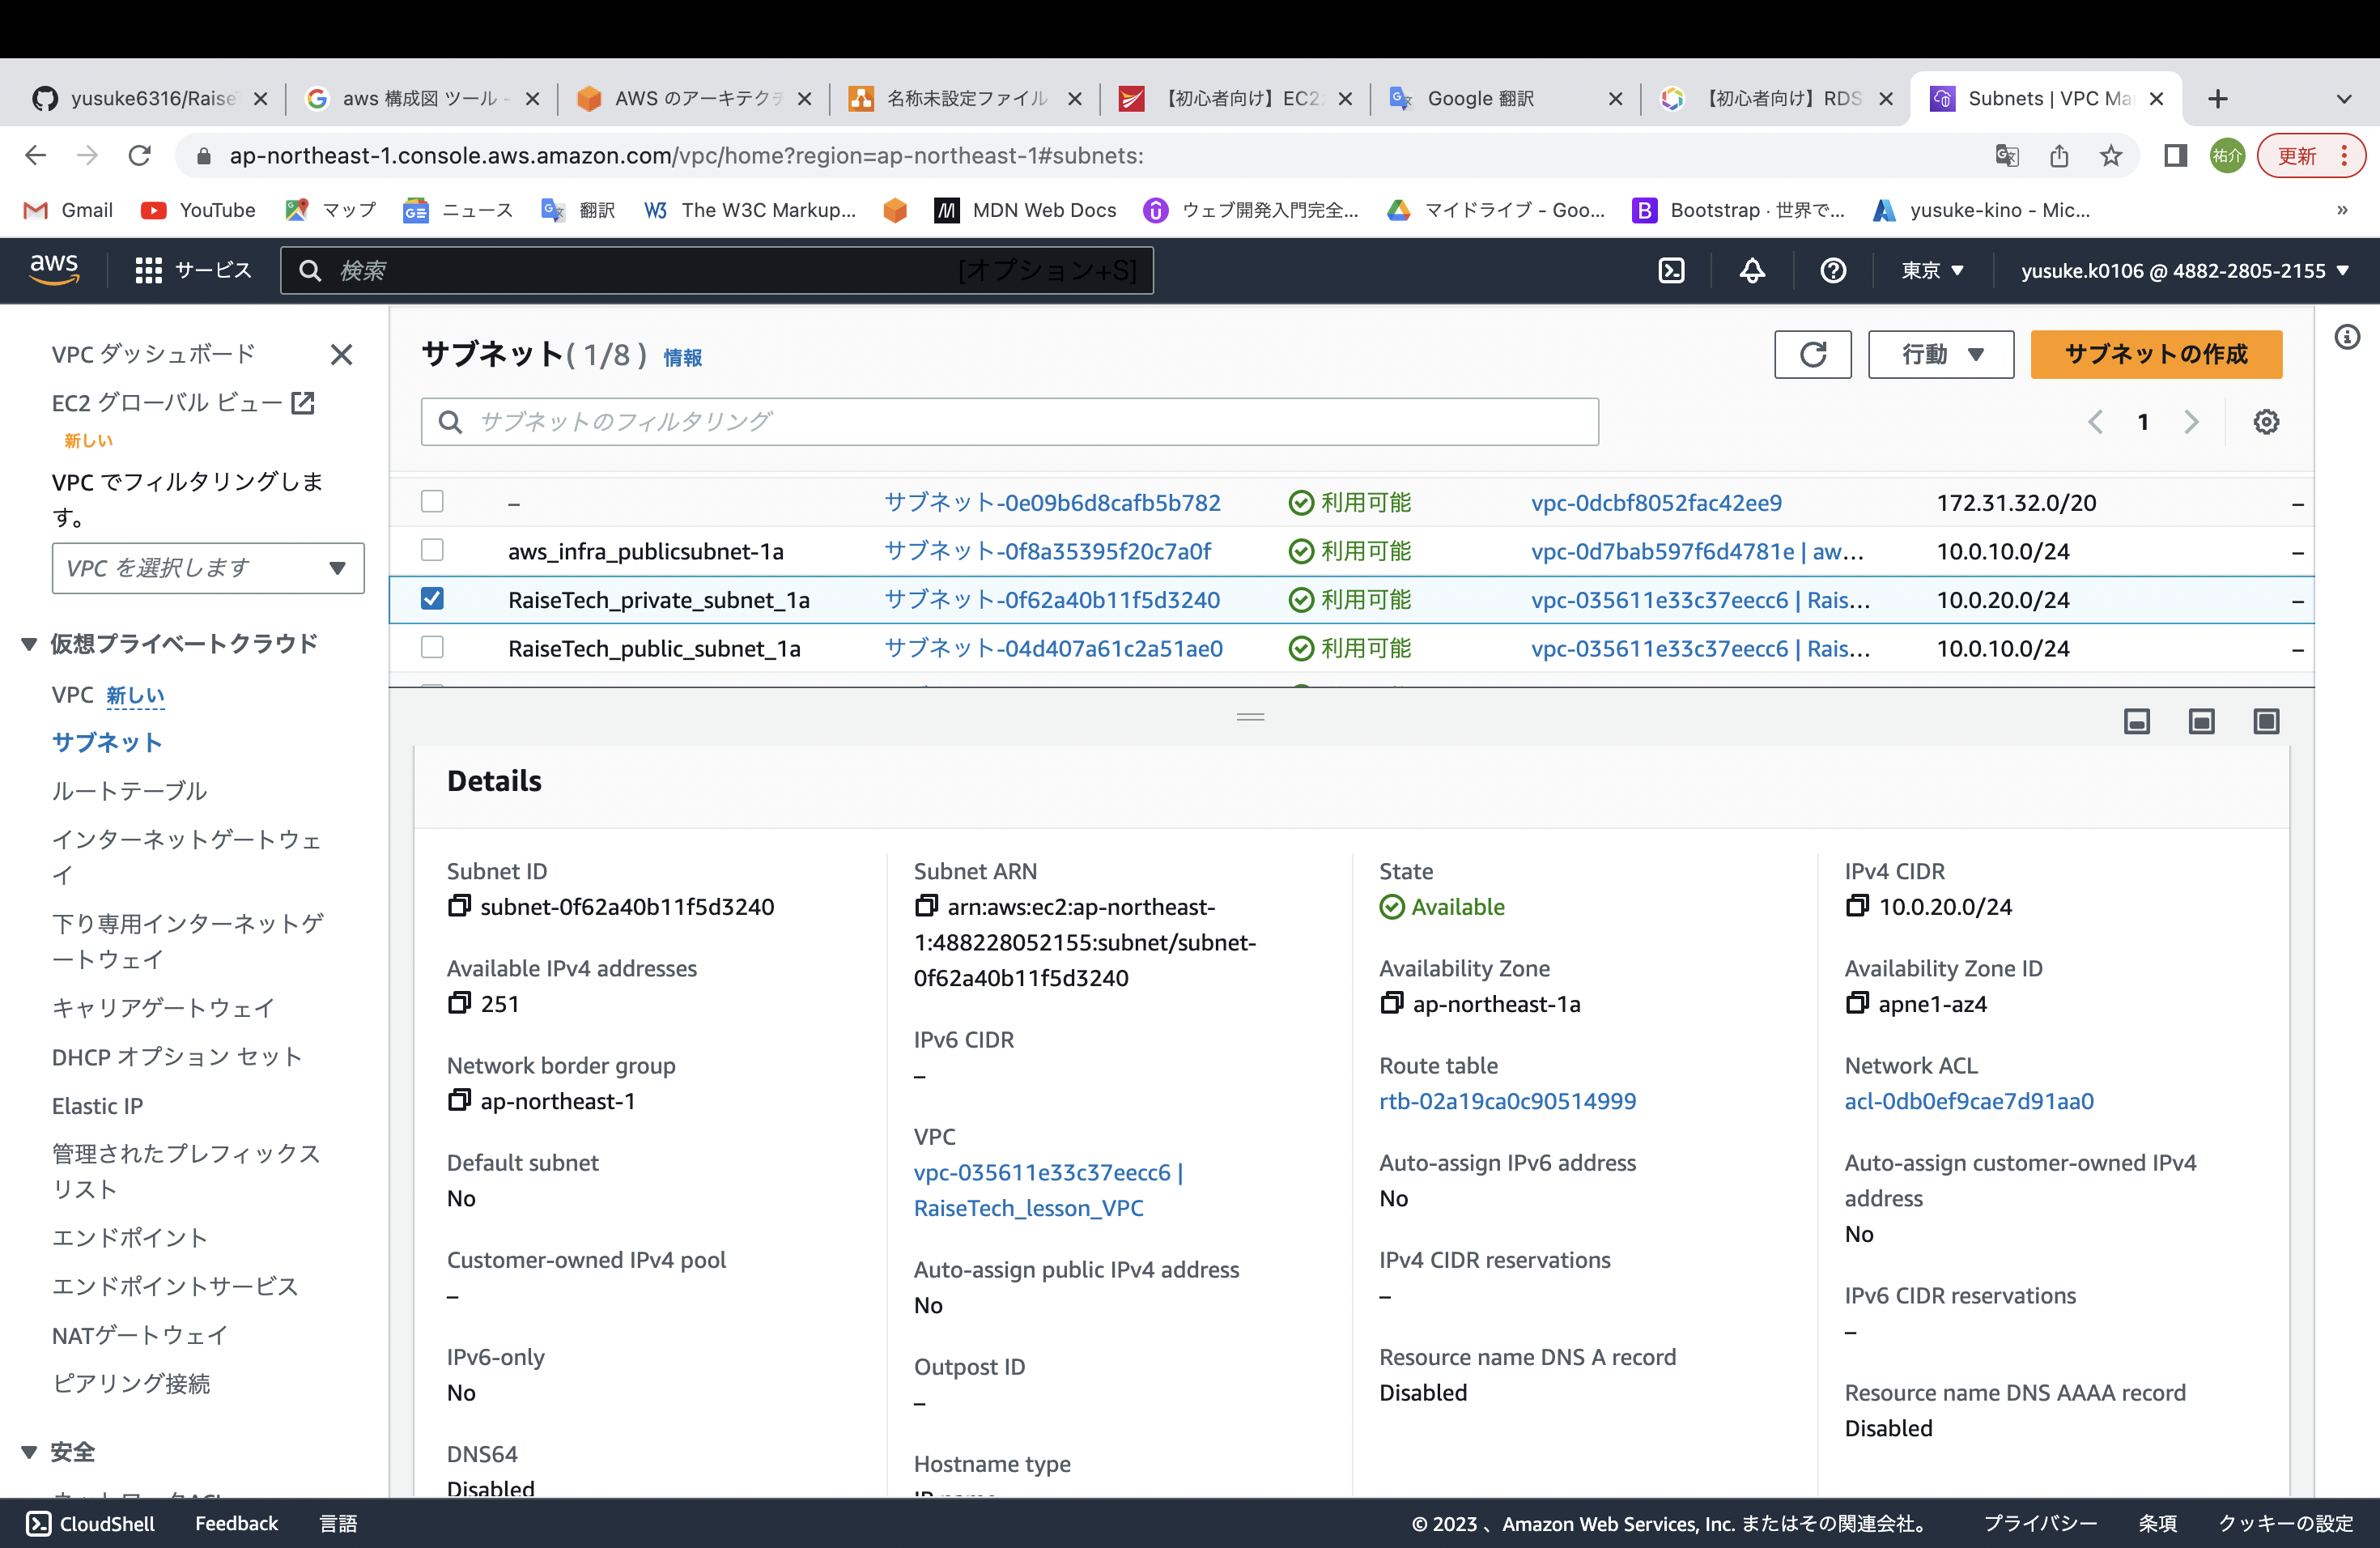 yusuke6316/Raise
aws 構成図 ツール -
AWS のアーキテクチ
名称未設定ファイル
【初心者向け】EC2
Google 翻訳
【初心者向け】RDS
Subnets | VPC Ma
ap-northeast-1.console.aws.amazon.com/vpc/home?region=ap-northeast-1#subnets:
祐介
更新
Gmail
YouTube
マップ
ニュース
翻訳
The W3C Markup...
MDN Web Docs
ウェブ開発入門完全...
マイドライブ - Goo...
Bootstrap · 世界で...
yusuke-kino - Mic...
»
aws
サービス
検索
[オプション+S]
東京
yusuke.k0106 @ 4882-2805-2155
VPC ダッシュボード
EC2 グローバル ビュー
新しい
VPC でフィルタリングしま
す。
VPC を選択します
仮想プライベートクラウド
VPC 新しい
サブネット
ルートテーブル
インターネットゲートウェ
イ
下り専用インターネットゲ
ートウェイ
キャリアゲートウェイ
DHCP オプション セット
Elastic IP
管理されたプレフィックス
リスト
エンドポイント
エンドポイントサービス
NATゲートウェイ
ピアリング接続
安全
サブネット( 1/8 ) 情報
行動
サブネットの作成
サブネットのフィルタリング
1
– サブネット-0e09b6d8cafb5b782 利用可能 vpc-0dcbf8052fac42ee9 172.31.32.0/20 –
aws_infra_publicsubnet-1a サブネット-0f8a35395f20c7a0f 利用可能 vpc-0d7bab597f6d4781e | aw... 10.0.10.0/24 –
RaiseTech_private_subnet_1a サブネット-0f62a40b11f5d3240 利用可能 vpc-035611e33c37eecc6 | Rais... 10.0.20.0/24 –
RaiseTech_public_subnet_1a サブネット-04d407a61c2a51ae0 利用可能 vpc-035611e33c37eecc6 | Rais... 10.0.10.0/24 –
Details
Subnet ID
subnet-0f62a40b11f5d3240
Available IPv4 addresses
251
Network border group
ap-northeast-1
Default subnet
No
Customer-owned IPv4 pool
–
IPv6-only
No
DNS64
Disabled
Subnet ARN
arn:aws:ec2:ap-northeast-
1:488228052155:subnet/subnet-
0f62a40b11f5d3240
IPv6 CIDR
–
VPC
vpc-035611e33c37eecc6 |
RaiseTech_lesson_VPC
Auto-assign public IPv4 address
No
Outpost ID
–
Hostname type
State
Available
Availability Zone
ap-northeast-1a
Route table
rtb-02a19ca0c90514999
Auto-assign IPv6 address
No
IPv4 CIDR reservations
–
Resource name DNS A record
Disabled
IPv4 CIDR
10.0.20.0/24
Availability Zone ID
apne1-az4
Network ACL
acl-0db0ef9cae7d91aa0
Auto-assign customer-owned IPv4
address
No
IPv6 CIDR reservations
–
Resource name DNS AAAA record
Disabled
CloudShell
Feedback
言語
© 2023 、Amazon Web Services, Inc. またはその関連会社。
プライバシー
条項
クッキーの設定